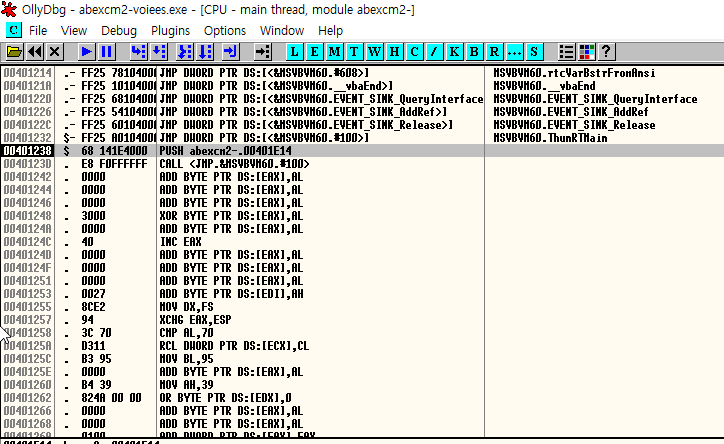 OllyDbg - abexcm2-voiees.exe - [CPU - main thread, module abexcm2-]
C File View Debug Plugins Options Window Help
L E M T W H C / K B R ... S
00401214 .- FF25 78104000 JMP DWORD PTR DS:[<&MSVBVM60.#608>] MSVBVM60.rtcVarBstrFromAnsi
0040121A .- FF25 10104000 JMP DWORD PTR DS:[<&MSVBVM60.__vbaEnd>] MSVBVM60.__vbaEnd
00401220 .- FF25 68104000 JMP DWORD PTR DS:[<&MSVBVM60.EVENT_SINK_QueryInterface MSVBVM60.EVENT_SINK_QueryInterface
00401226 .- FF25 54104000 JMP DWORD PTR DS:[<&MSVBVM60.EVENT_SINK_AddRef>] MSVBVM60.EVENT_SINK_AddRef
0040122C .- FF25 60104000 JMP DWORD PTR DS:[<&MSVBVM60.EVENT_SINK_Release>] MSVBVM60.EVENT_SINK_Release
00401232 $- FF25 A0104000 JMP DWORD PTR DS:[<&MSVBVM60.#100>] MSVBVM60.ThunRTMain
00401238 $ 68 141E4000 PUSH abexcm2-.00401E14
0040123D . E8 F0FFFFFF CALL <JMP.&MSVBVM60.#100>
00401242 . 0000 ADD BYTE PTR DS:[EAX],AL
00401244 . 0000 ADD BYTE PTR DS:[EAX],AL
00401246 . 0000 ADD BYTE PTR DS:[EAX],AL
00401248 . 3000 XOR BYTE PTR DS:[EAX],AL
0040124A . 0000 ADD BYTE PTR DS:[EAX],AL
0040124C . 40 INC EAX
0040124D . 0000 ADD BYTE PTR DS:[EAX],AL
0040124F . 0000 ADD BYTE PTR DS:[EAX],AL
00401251 . 0000 ADD BYTE PTR DS:[EAX],AL
00401253 . 0027 ADD BYTE PTR DS:[EDI],AH
00401255 . 8CE2 MOV DX,FS
00401257 . 94 XCHG EAX,ESP
00401258 . 3C 70 CMP AL,70
0040125A . D311 RCL DWORD PTR DS:[ECX],CL
0040125C . B3 95 MOV BL,95
0040125E . 0000 ADD BYTE PTR DS:[EAX],AL
00401260 . B4 39 MOV AH,39
00401262 . 824A 00 00 OR BYTE PTR DS:[EDX],0
00401266 . 0000 ADD BYTE PTR DS:[EAX],AL
00401268 . 0000 ADD BYTE PTR DS:[EAX],AL